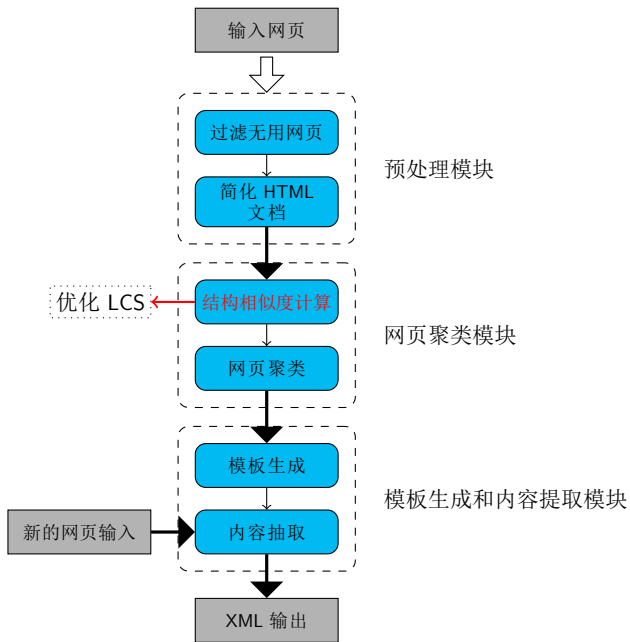 输入网页
过滤无用网页
预处理模块
简化 HTML
文档
优化 LCS
结构相似度计算
网页聚类模块
网页聚类
模板生成
模板生成和内容提取模块
新的网页输入
内容抽取
XML 输出